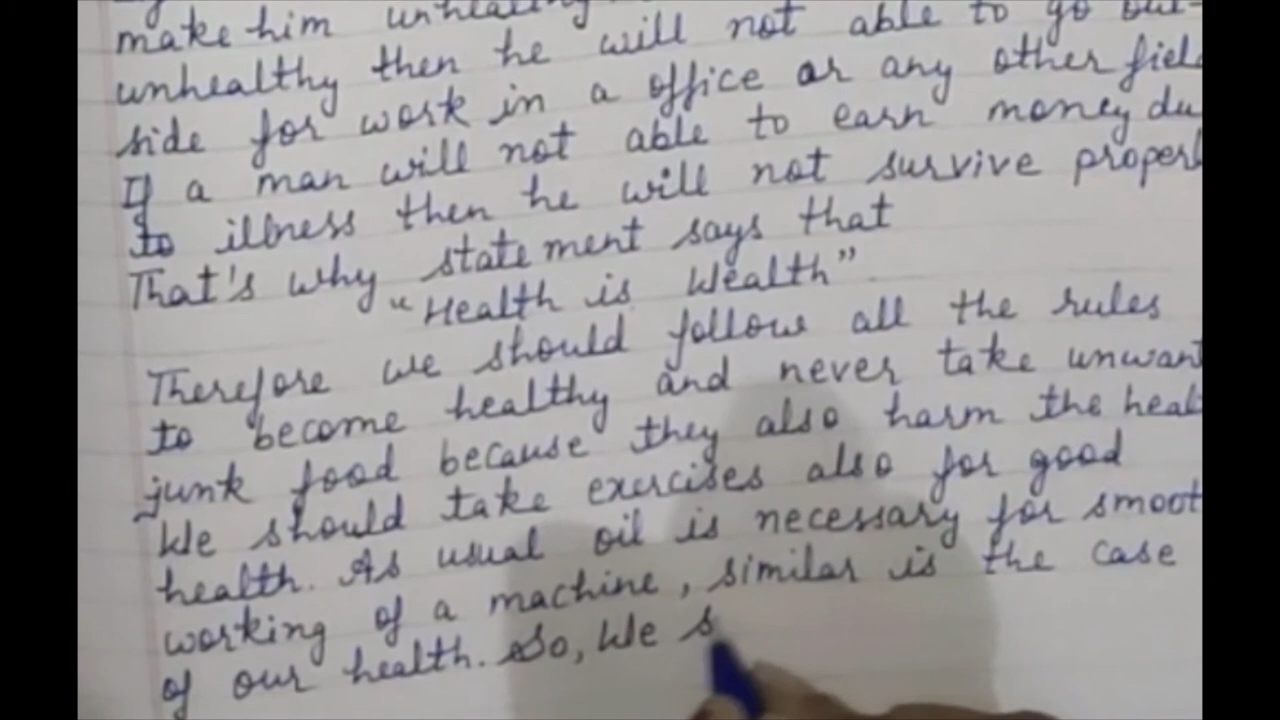 make him
unhealthy then he will not able to go out-
side for work in a office or any other fiel
If a man will not able to earn money du
to illness then he will not survive properl
That's why statement says that
"Health is Wealth"
Therefore we should follow all the rules
to become healthy and never take unwant
junk food because they also harm the heal
We should take exercises also for good
health. As usual oil is necessary for smoot
working of a machine, similar is the case
of our health. So, We s